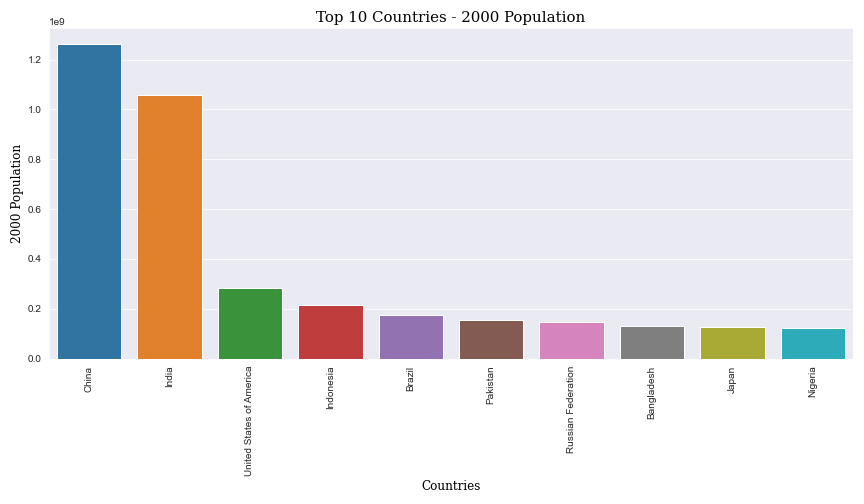 Top 10 Countries - 2000 Population
1e9
1.2
1.0
0.8
0.6
0.4
0.2
0.0
2000 Population
China
India
United States of America
Indonesia
Brazil
Pakistan
Russian Federation
Bangladesh
Japan
Nigeria
Countries